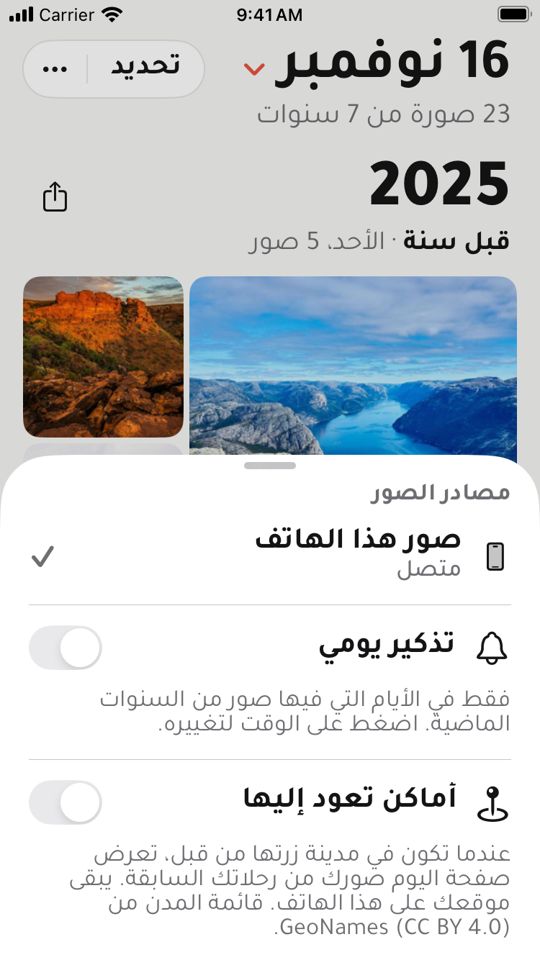 Carrier 9:41 AM
16 نوفمبر
تحديد
23 صورة من 7 سنوات
2025
قبل سنة · الأحد، 5 صور
مصادر الصور
صور هذا الهاتف
متصل
تذكير يومي
فقط في الأيام التي فيها صور من السنوات
الماضية. اضغط على الوقت لتغييره.
أماكن تعود إليها
عندما تكون في مدينة زرتها من قبل، تعرض
صفحة اليوم صورك من رحلاتك السابقة. يبقى
موقعك على هذا الهاتف. قائمة المدن من
GeoNames (CC BY 4.0).